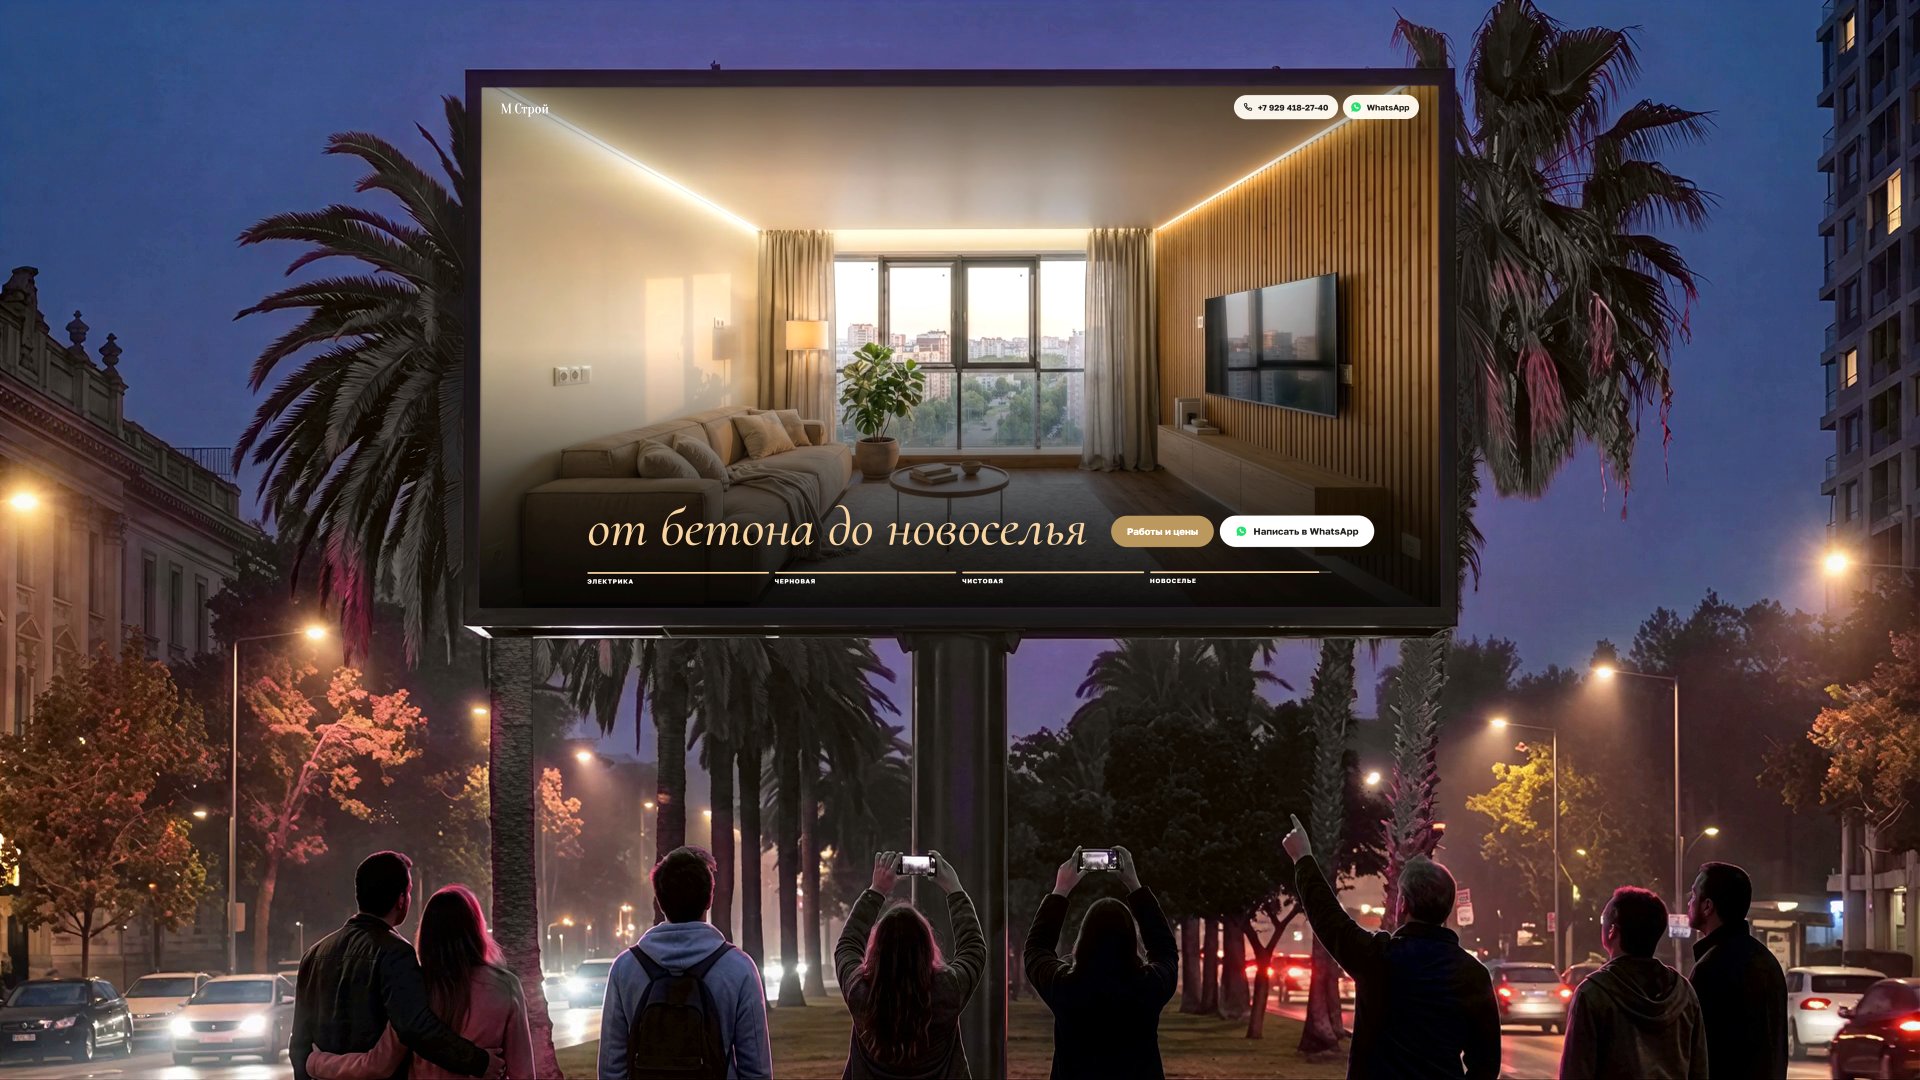 М Строй
+7 929 418-27-40
WhatsApp
от бетона до новоселья
Работы и цены
Написать в WhatsApp
ЭЛЕКТРИКА
ЧЕРНОВАЯ
ЧИСТОВАЯ
НОВОСЕЛЬЕ